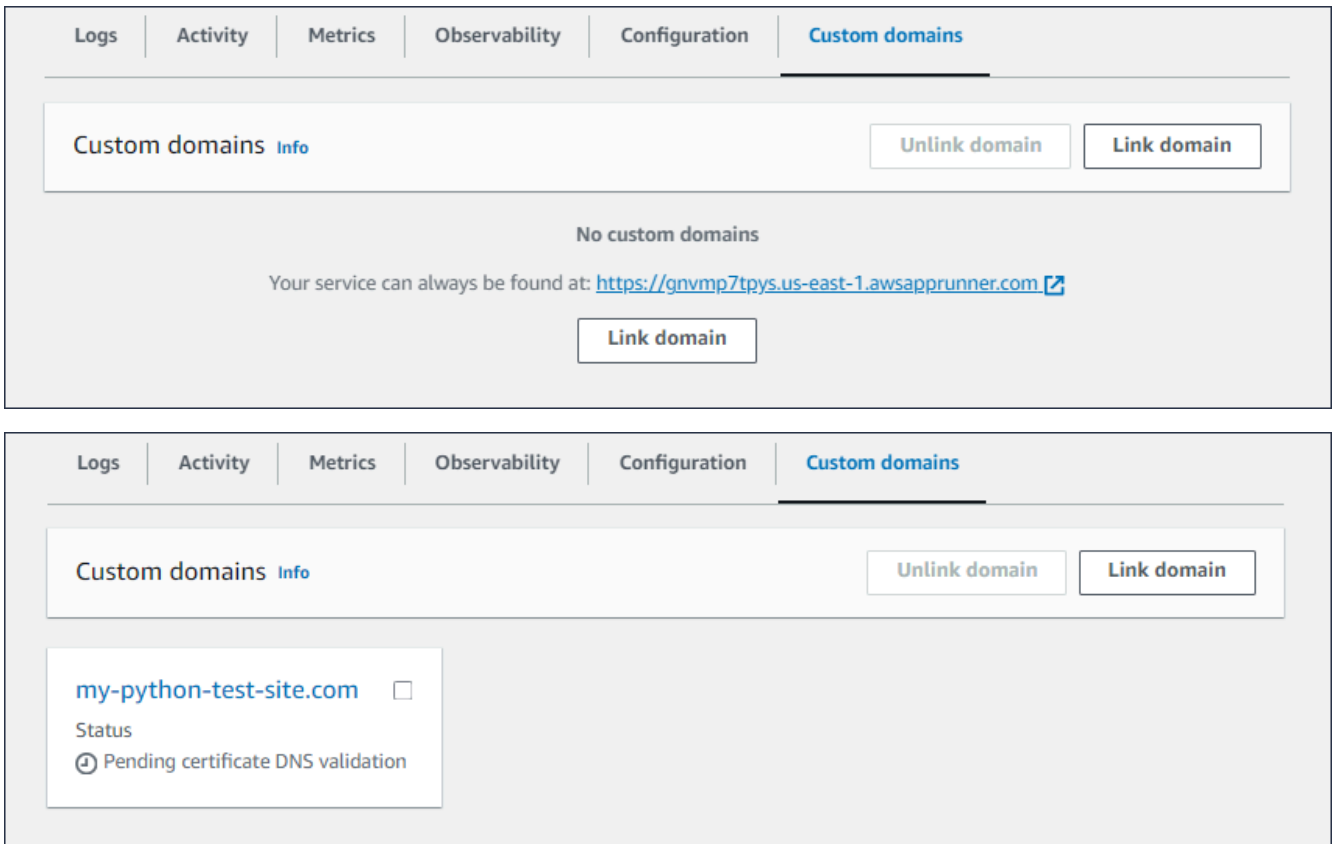 Logs Activity Metrics Observability Configuration Custom domains
Custom domains Info Unlink domain Link domain
No custom domains
Your service can always be found at: https://gnvmp7tpys.us-east-1.awsapprunner.com
Link domain
Logs Activity Metrics Observability Configuration Custom domains
Custom domains Info Unlink domain Link domain
my-python-test-site.com
Status
Pending certificate DNS validation